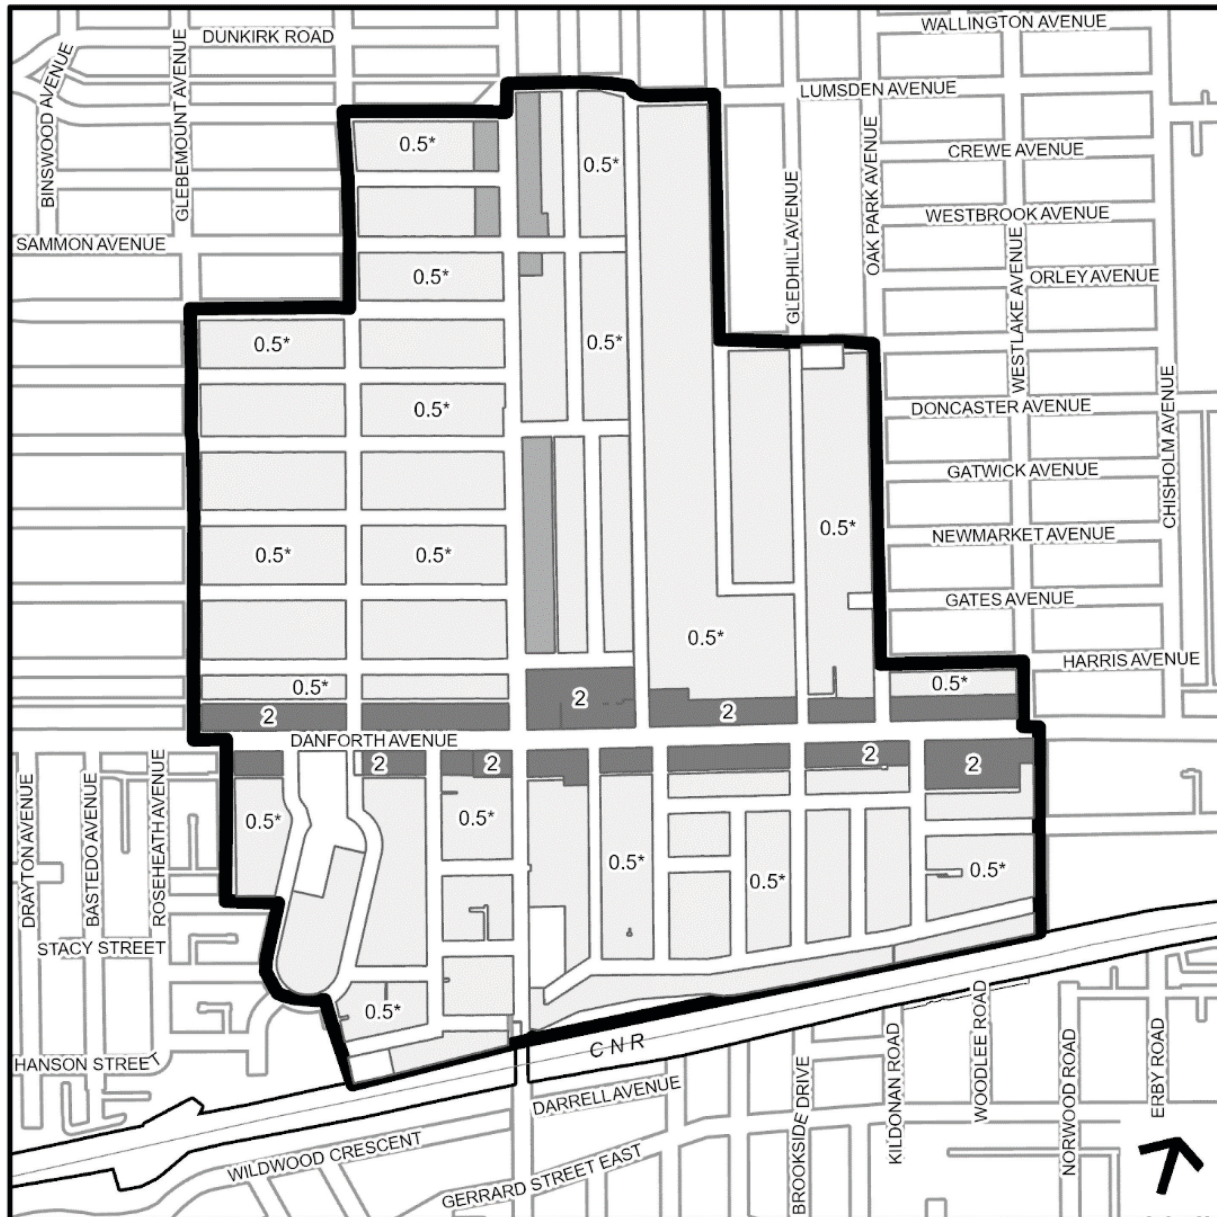 WALLINGTON AVENUE
DUNKIRK ROAD
BINSWOOD AVENUE
GLEBEMOUNT AVENUE
LUMSDEN AVENUE
0.5*
0.5*
CREWE AVENUE
OAK PARK AVENUE
GLEDHILL AVENUE
WESTBROOK AVENUE
SAMMON AVENUE
0.5*
WESTLAKE AVENUE
ORLEY AVENUE
0.5*
0.5*
0.5*
DONCASTER AVENUE
CHISHOLM AVENUE
GATWICK AVENUE
0.5*
0.5*
0.5*
NEWMARKET AVENUE
GATES AVENUE
0.5*
HARRIS AVENUE
0.5*
0.5*
2
2
2
DANFORTH AVENUE
2
2
2
2
DRAYTON AVENUE
BASTEDO AVENUE
ROSEHEATH AVENUE
0.5*
0.5*
0.5*
0.5*
0.5*
STACY STREET
0.5*
CNR
HANSON STREET
DARRELL AVENUE
BROOKSIDE DRIVE
KILDONAN ROAD
WOODLEE ROAD
NORWOOD ROAD
ERBY ROAD
WILDWOOD CRESCENT
GERRARD STREET EAST